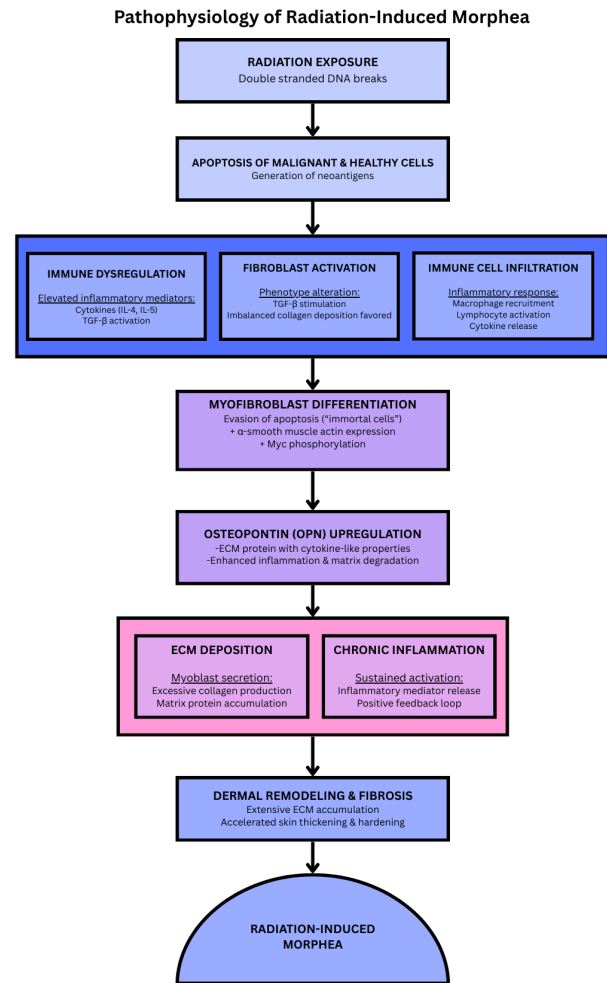 Pathophysiology of Radiation-Induced Morphea
RADIATION EXPOSURE
Double stranded DNA breaks
APOPTOSIS OF MALIGNANT & HEALTHY CELLS
Generation of neoantigens
IMMUNE DYSREGULATION
Elevated inflammatory mediators:
Cytokines (IL-4, IL-5)
TGF-β activation
FIBROBLAST ACTIVATION
Phenotype alteration:
TGF-β stimulation
Imbalanced collagen deposition favored
IMMUNE CELL INFILTRATION
Inflammatory response:
Macrophage recruitment
Lymphocyte activation
Cytokine release
MYOFIBROBLAST DIFFERENTIATION
Evasion of apoptosis (“immortal cells”)
+ α-smooth muscle actin expression
+ Myc phosphorylation
OSTEOPONTIN (OPN) UPREGULATION
-ECM protein with cytokine-like properties
-Enhanced inflammation & matrix degradation
ECM DEPOSITION
Myoblast secretion:
Excessive collagen production
Matrix protein accumulation
CHRONIC INFLAMMATION
Sustained activation:
Inflammatory mediator release
Positive feedback loop
DERMAL REMODELING & FIBROSIS
Extensive ECM accumulation
Accelerated skin thickening & hardening
RADIATION-INDUCED
MORPHEA